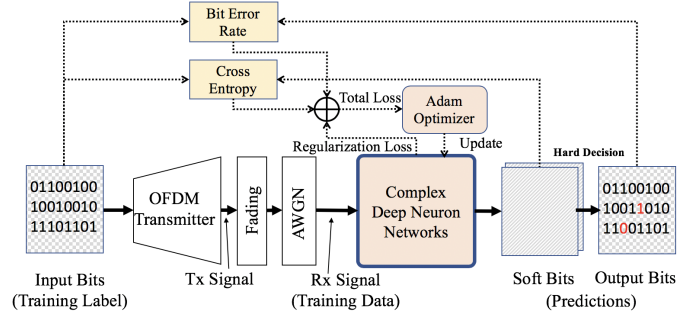 Bit Error
Rate
Cross
Entropy
Total Loss
Adam
Optimizer
Regularization Loss
Update
Hard Decision
01100100
10010010
11101101
OFDM
Transmitter
Fading
AWGN
Complex
Deep Neuron
Networks
01100100
10011010
11001101
Tx Signal
Rx Signal
(Training Data)
Input Bits
(Training Label)
Soft Bits
Output Bits
(Predictions)